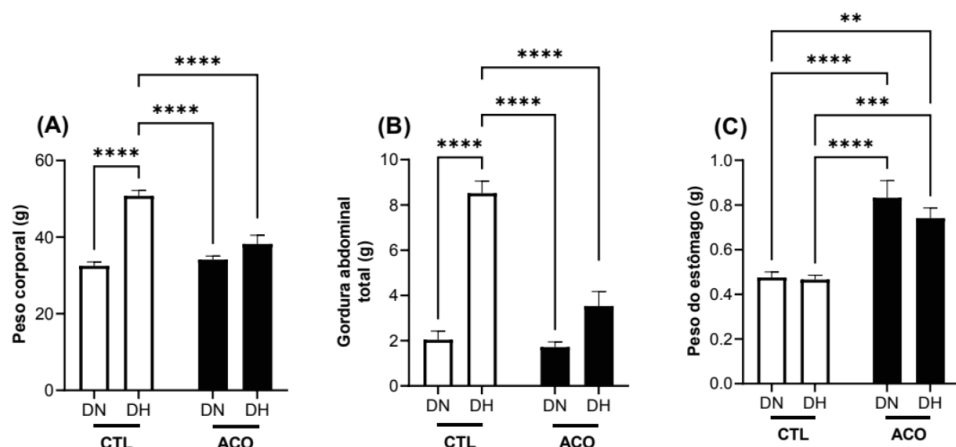 (A)
Peso corporal (g)
60
40
20
0
****
****
****
DN
DH
DN
DH
CTL
ACO
(B)
Gordura abdominal
total (g)
10
8
6
4
2
0
****
****
****
DN
DH
DN
DH
CTL
ACO
(C)
Peso do estômago (g)
1.0
0.8
0.6
0.4
0.2
0.0
**
****
***
****
DN
DH
DN
DH
CTL
ACO